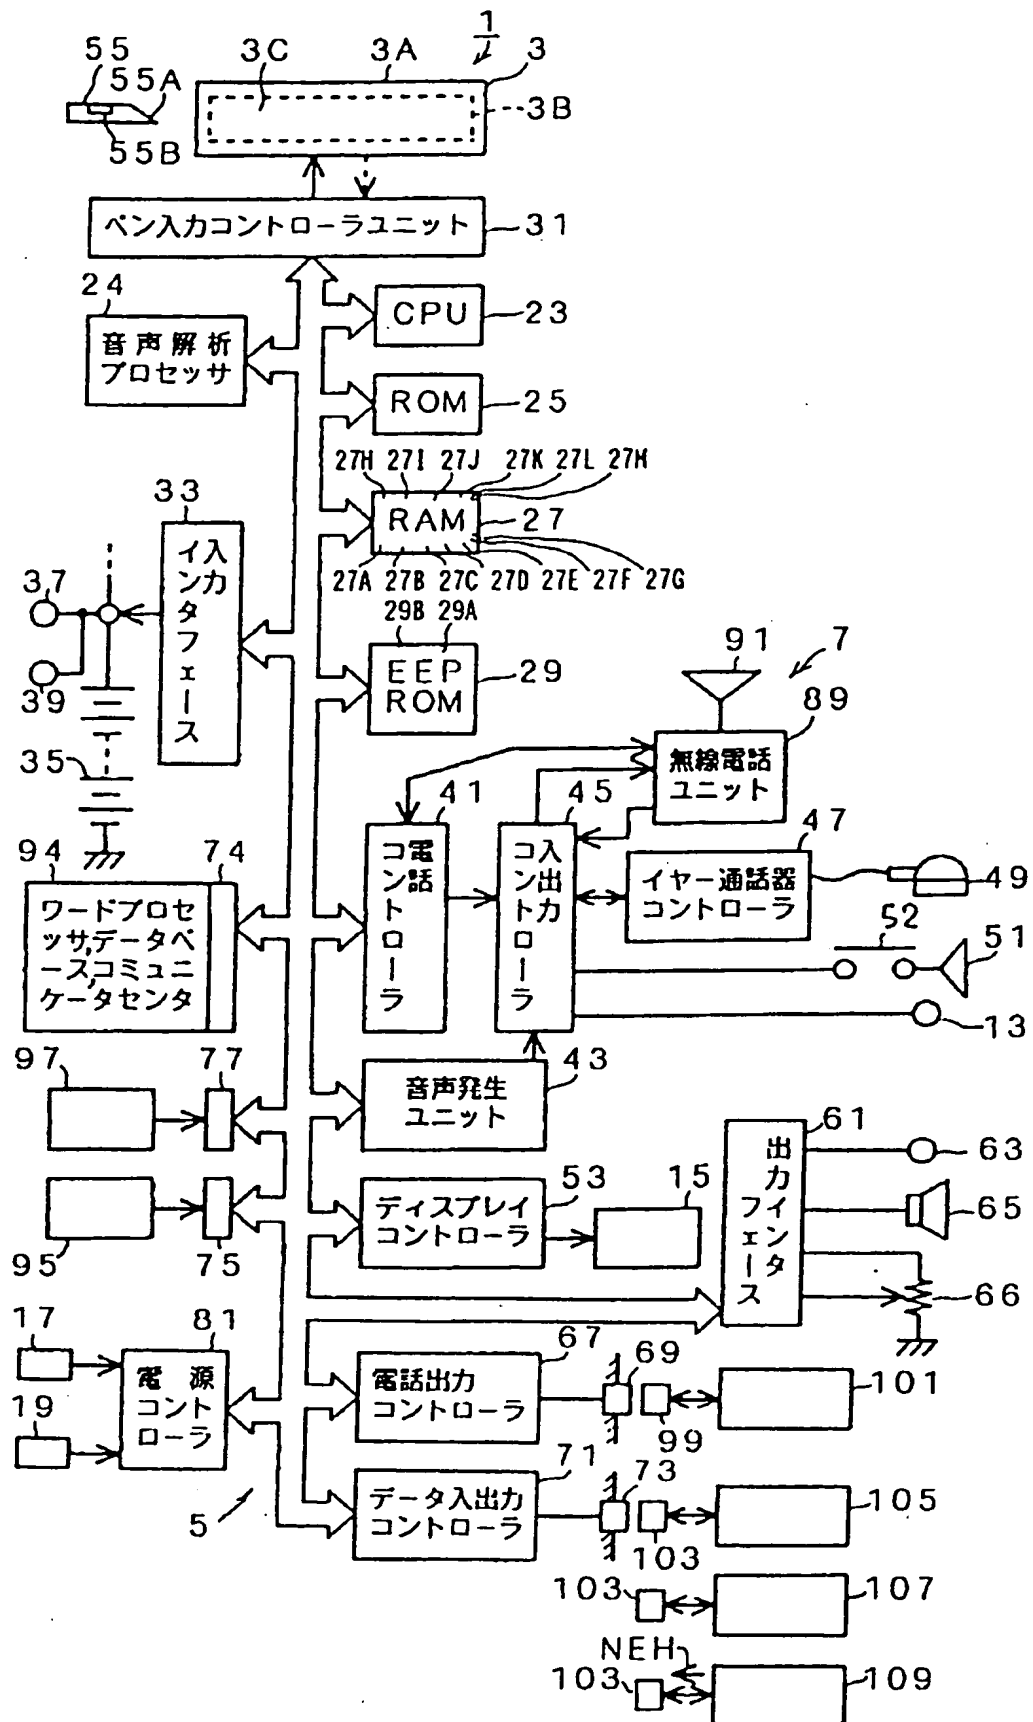 1
55
3C
3A
3
55A
3B
55B
ペン入力コントローラユニット
31
24
音声解析
プロセッサ
CPU
23
ROM
25
27H 27I 27J 27K 27L 27M
RAM
27
27A 27B 27C 27D 27E 27F 27G
33
入力
インタフェース
37
39
35
29B 29A
EEP
ROM
29
91
7
89
無線電話
ユニット
41
電話
コントローラ
45
入出力
コントローラ
47
イヤー通話器
コントローラ
49
52
51
13
94
74
ワードプロセ
ッサ,データベ
ース,コミュニ
ケータセンタ
97
77
43
音声発生
ユニット
95
75
53
ディスプレイ
コントローラ
15
61
出力インタ
フェース
63
65
66
17
19
81
電源
コントローラ
67
電話出力
コントローラ
69
99
101
5
71
データ入出力
コントローラ
73
103
105
103
107
NEH
103
109